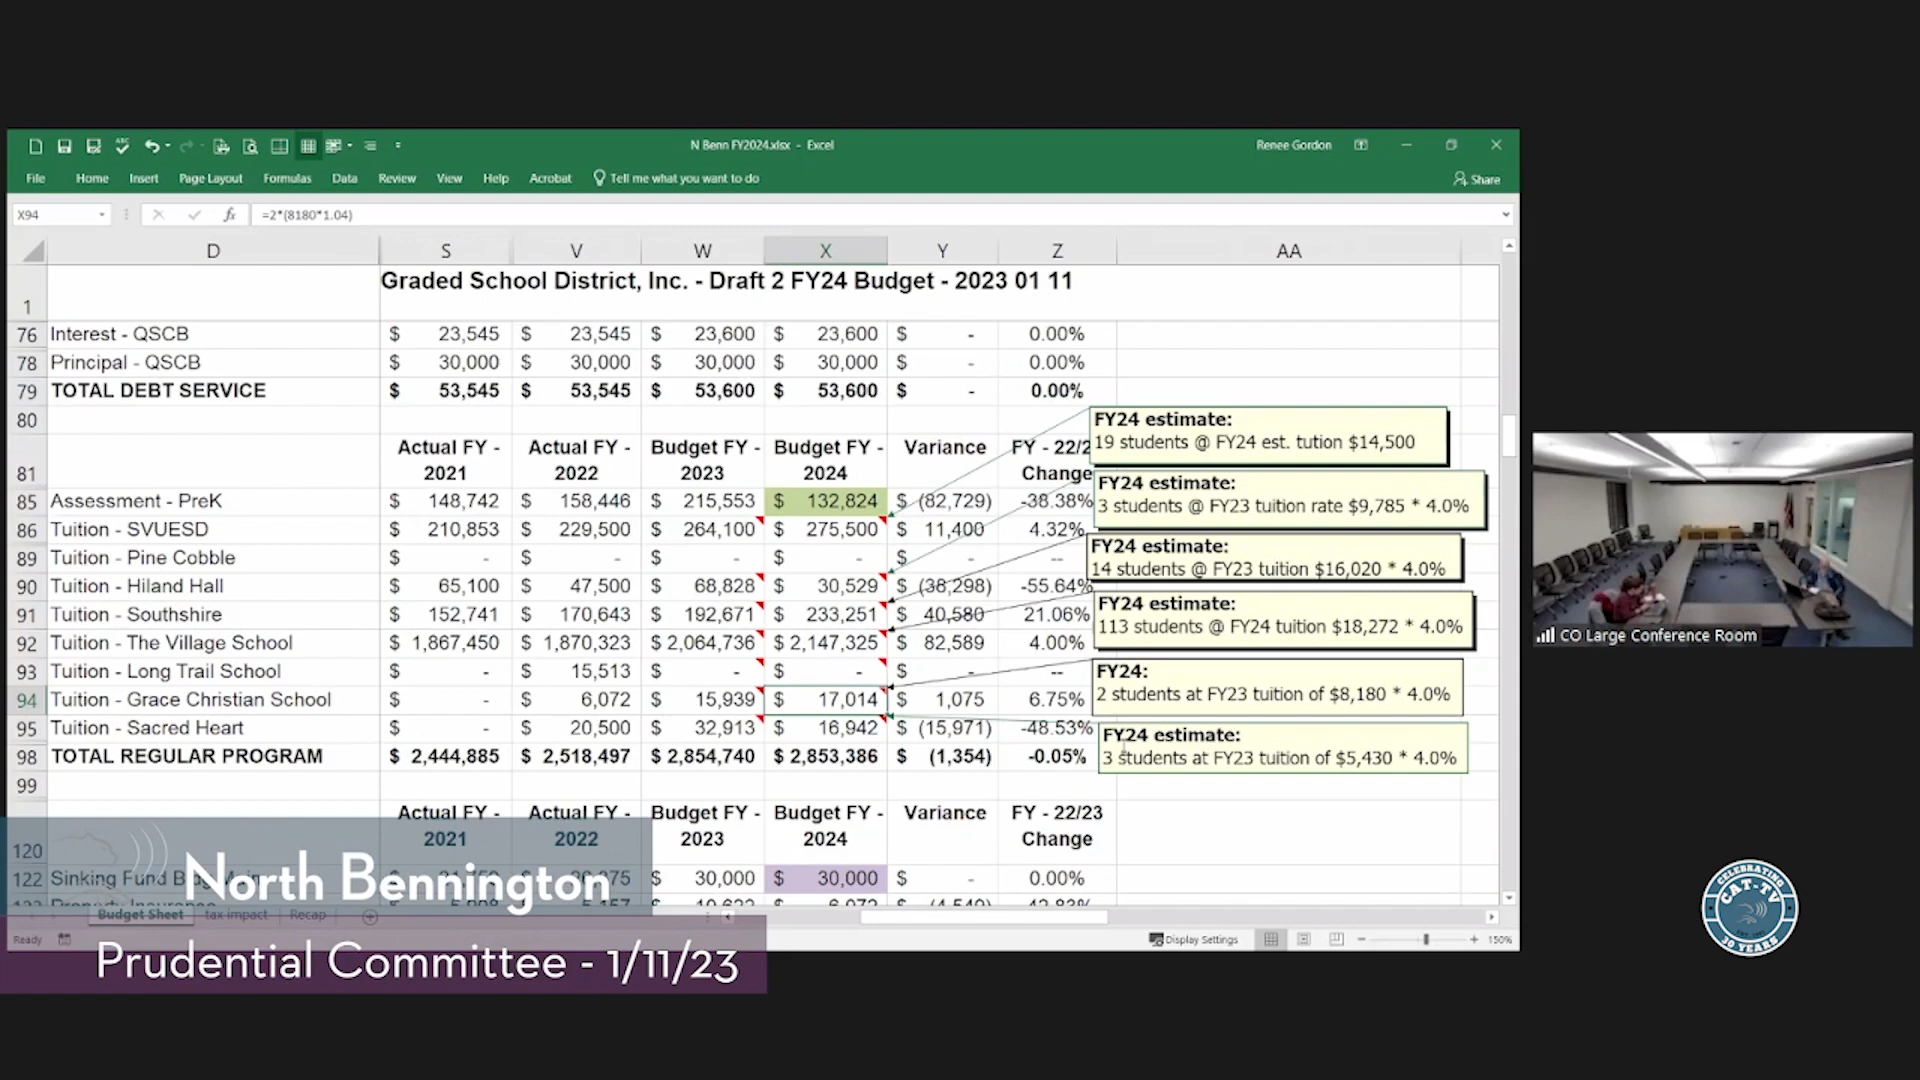 N Benn FY2024.xlsx - Excel
Renee Gordon
File Home Insert Page Layout Formulas Data Review View Help Acrobat Tell me what you want to do
Share
X94 fx =2*(8180*1.04)
D S V W X Y Z AA
1 Graded School District, Inc. - Draft 2 FY24 Budget - 2023 01 11
76 Interest - QSCB $ 23,545 $ 23,545 $ 23,600 $ 23,600 $ - 0.00%
78 Principal - QSCB $ 30,000 $ 30,000 $ 30,000 $ 30,000 $ - 0.00%
79 TOTAL DEBT SERVICE $ 53,545 $ 53,545 $ 53,600 $ 53,600 $ - 0.00%
80
81 Actual FY - 2021 Actual FY - 2022 Budget FY - 2023 Budget FY - 2024 Variance FY - 22/2 Change
85 Assessment - PreK $ 148,742 $ 158,446 $ 215,553 $ 132,824 $ (82,729) -38.38%
86 Tuition - SVUESD $ 210,853 $ 229,500 $ 264,100 $ 275,500 $ 11,400 4.32%
89 Tuition - Pine Cobble $ - $ - $ - $ - $ - --
90 Tuition - Hiland Hall $ 65,100 $ 47,500 $ 68,828 $ 30,529 $ (38,298) -55.64%
91 Tuition - Southshire $ 152,741 $ 170,643 $ 192,671 $ 233,251 $ 40,580 21.06%
92 Tuition - The Village School $ 1,867,450 $ 1,870,323 $ 2,064,736 $ 2,147,325 $ 82,589 4.00%
93 Tuition - Long Trail School $ - $ 15,513 $ - $ - $ - --
94 Tuition - Grace Christian School $ - $ 6,072 $ 15,939 $ 17,014 $ 1,075 6.75%
95 Tuition - Sacred Heart $ - $ 20,500 $ 32,913 $ 16,942 $ (15,971) -48.53%
98 TOTAL REGULAR PROGRAM $ 2,444,885 $ 2,518,497 $ 2,854,740 $ 2,853,386 $ (1,354) -0.05%
99
FY24 estimate:
19 students @ FY24 est. tution $14,500
FY24 estimate:
3 students @ FY23 tuition rate $9,785 * 4.0%
FY24 estimate:
14 students @ FY23 tuition $16,020 * 4.0%
FY24 estimate:
113 students @ FY24 tuition $18,272 * 4.0%
FY24:
2 students at FY23 tuition of $8,180 * 4.0%
FY24 estimate:
3 students at FY23 tuition of $5,430 * 4.0%
120 Actual FY - 2021 Actual FY - 2022 Budget FY - 2023 Budget FY - 2024 Variance FY - 22/23 Change
122 Sinking Fund $ 30,000 $ 30,000 $ - 0.00%
Budget Sheet tax impact Recap
Ready
Display Settings 150%
North Bennington
Prudential Committee - 1/11/23
CO Large Conference Room
CELEBRATING
CAT-TV
30 YEARS